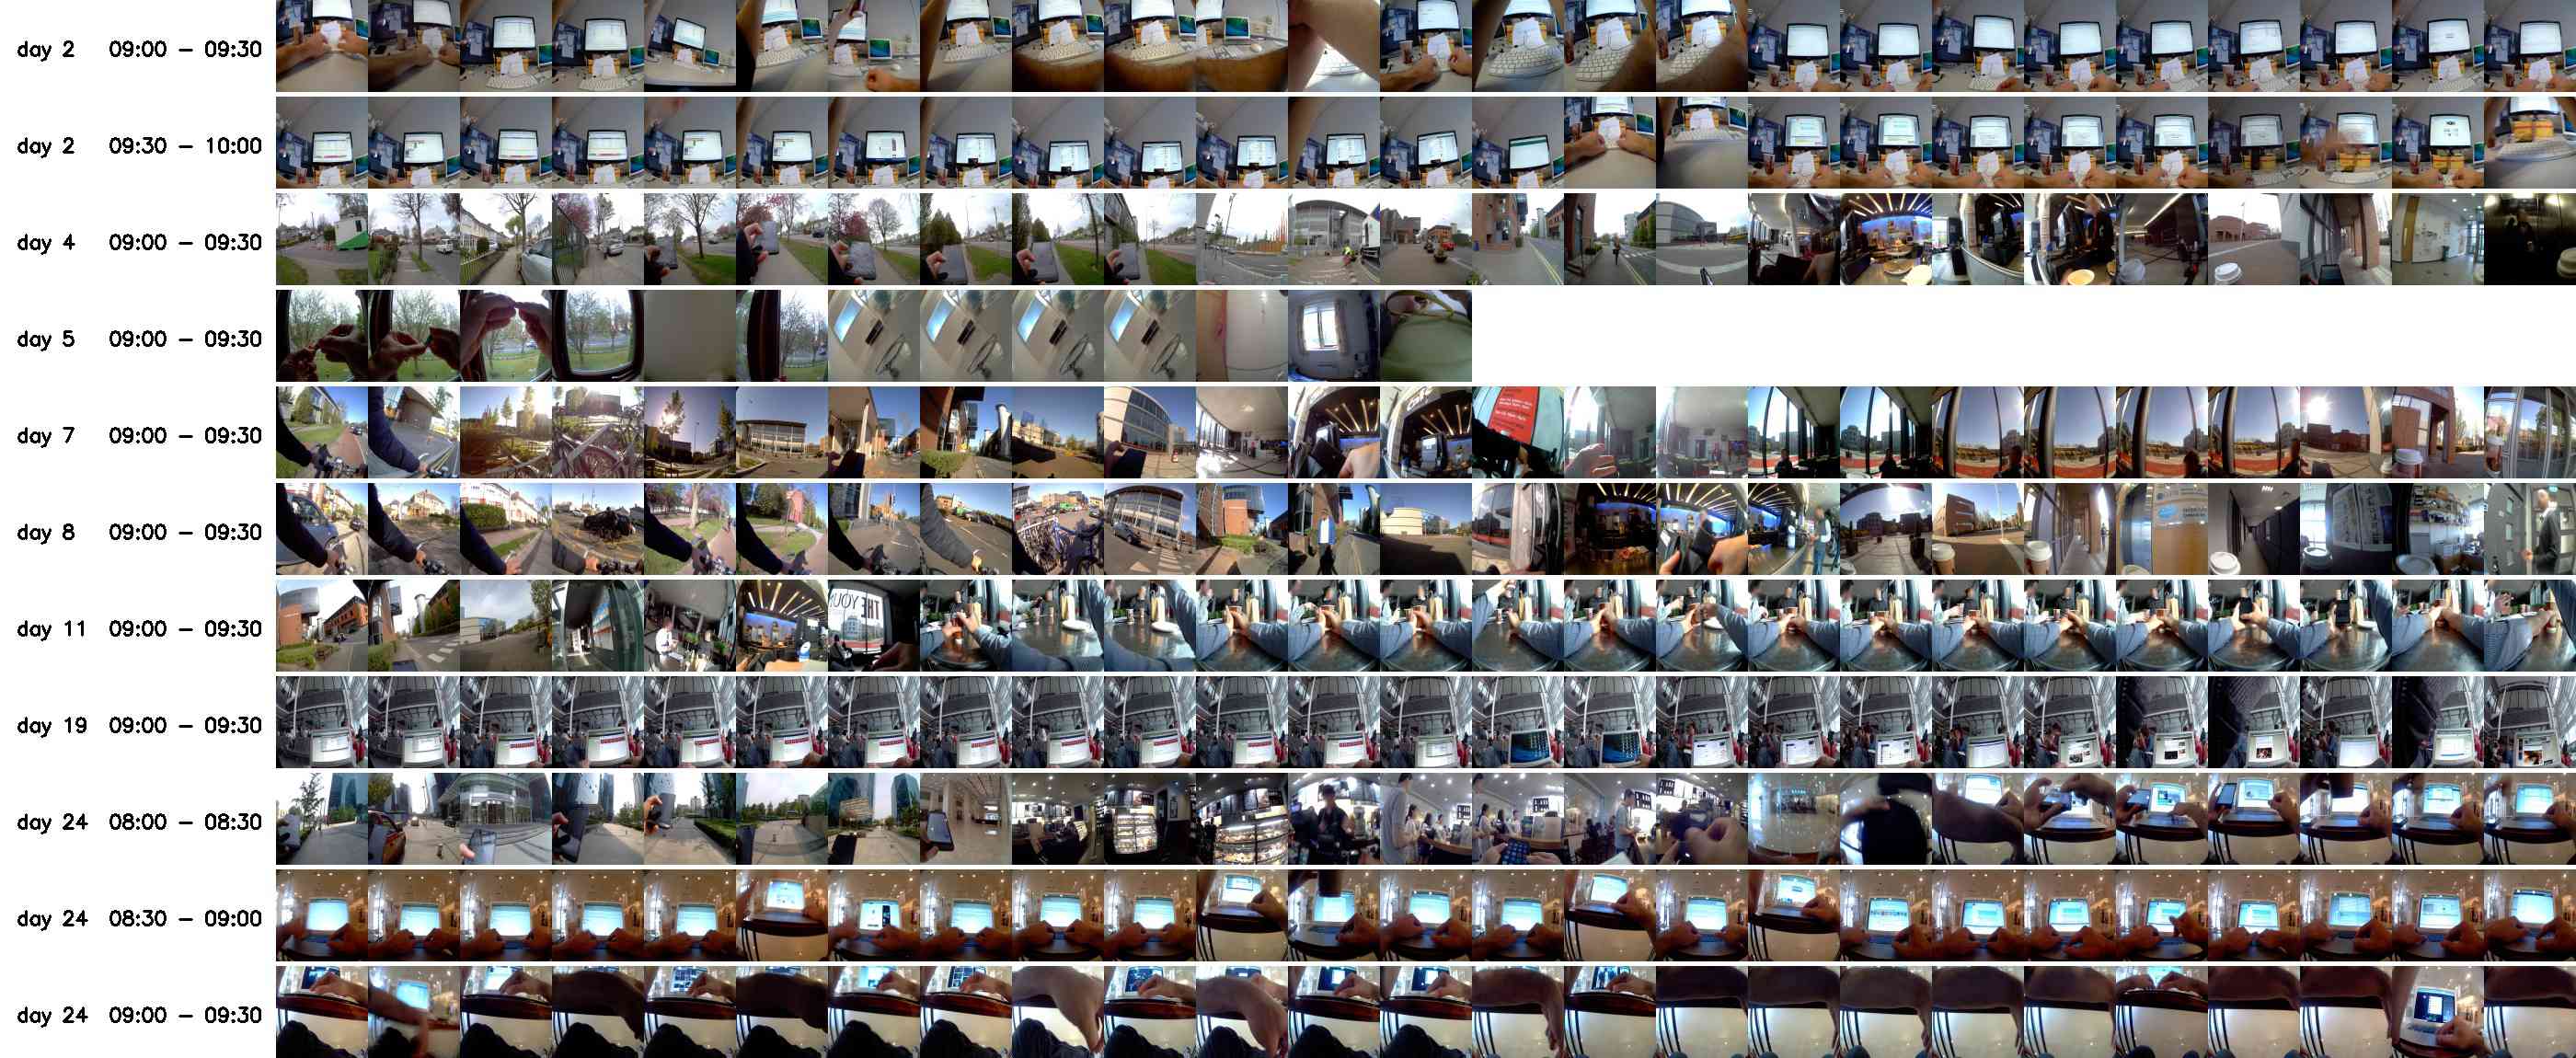 day 2 09:00 – 09:30
day 2 09:30 – 10:00
day 4 09:00 – 09:30
day 5 09:00 – 09:30
day 7 09:00 – 09:30
day 8 09:00 – 09:30
day 11 09:00 – 09:30
THE YOU
day 19 09:00 – 09:30
day 24 08:00 – 08:30
day 24 08:30 – 09:00
day 24 09:00 – 09:30